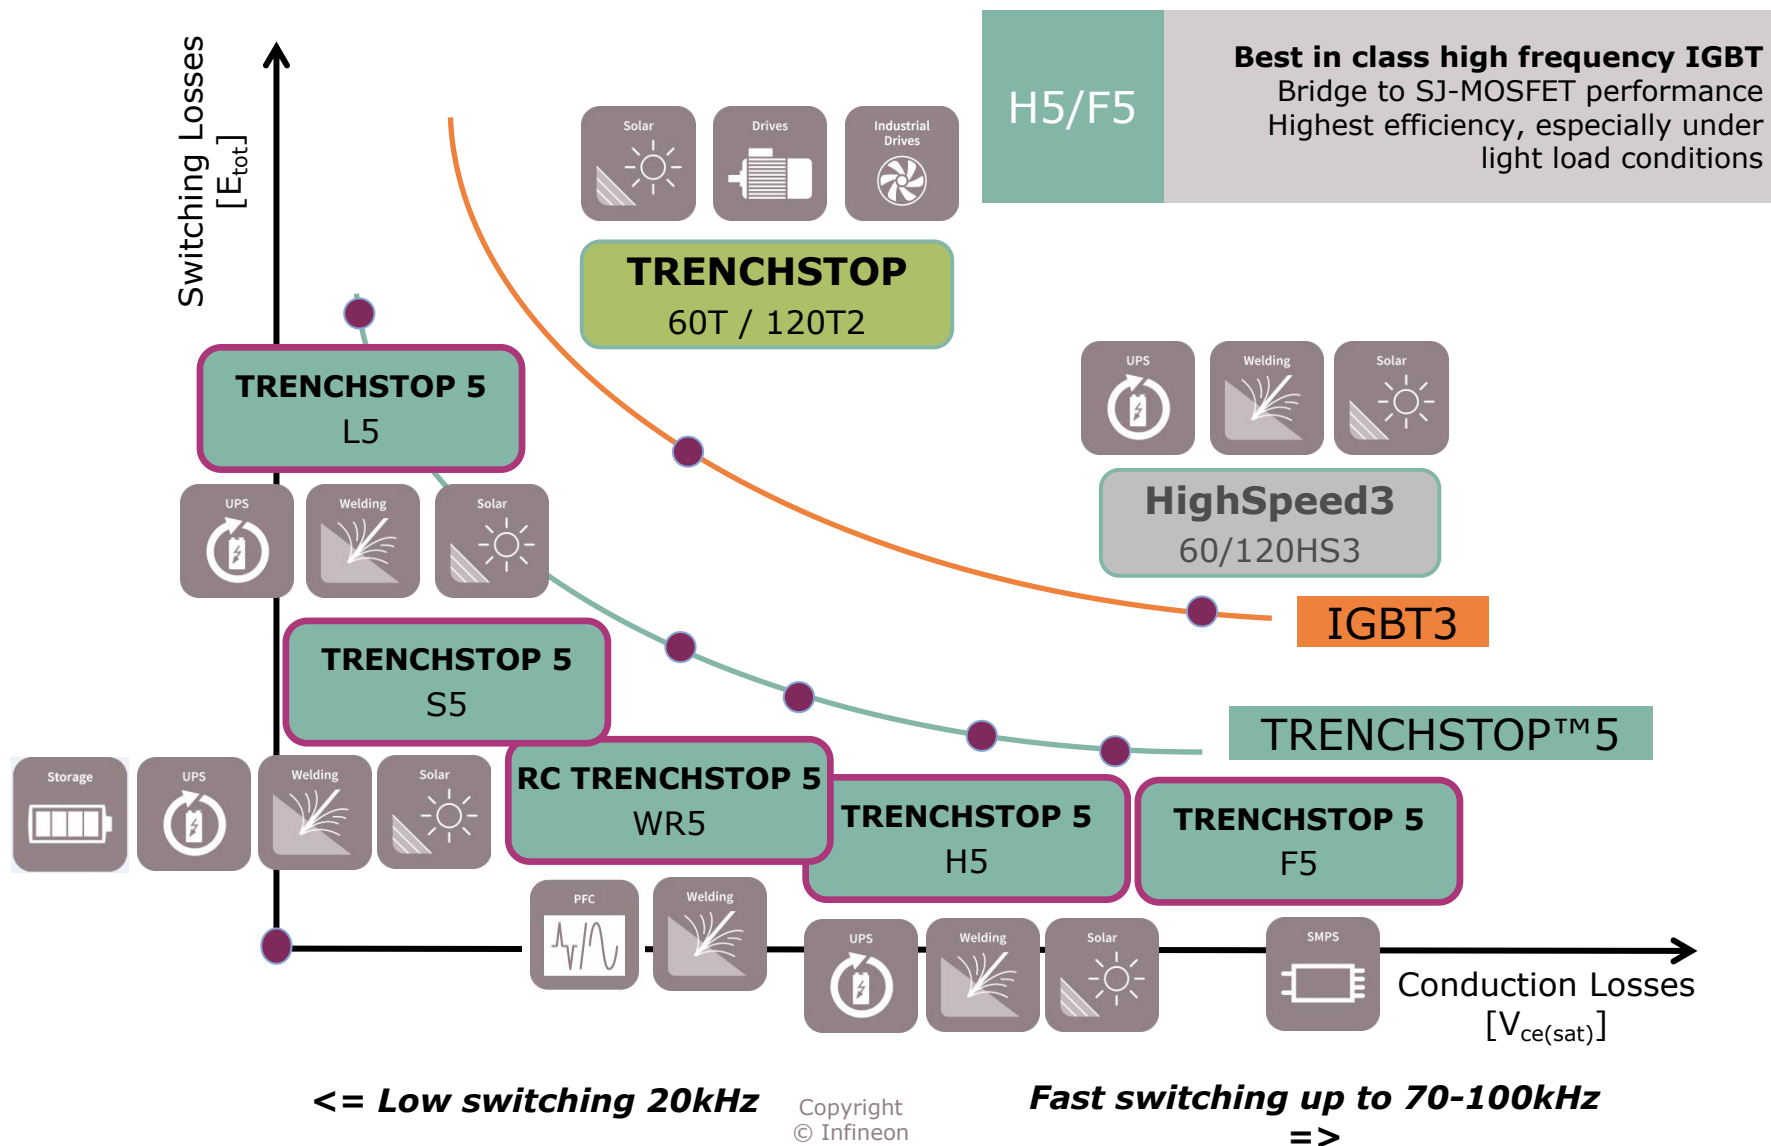 Switching Losses
[Etot]
Solar
Drives
Industrial
Drives
H5/F5
Best in class high frequency IGBT
Bridge to SJ-MOSFET performance
Highest efficiency, especially under
light load conditions
TRENCHSTOP
60T / 120T2
TRENCHSTOP 5
L5
UPS
Welding
Solar
UPS
Welding
Solar
HighSpeed3
60/120HS3
IGBT3
TRENCHSTOP 5
S5
TRENCHSTOP™5
Storage
UPS
Welding
Solar
RC TRENCHSTOP 5
WR5
TRENCHSTOP 5
H5
TRENCHSTOP 5
F5
PFC
Welding
UPS
Welding
Solar
SMPS
Conduction Losses
[Vce(sat)]
<= Low switching 20kHz
Copyright
© Infineon
Fast switching up to 70-100kHz
=>